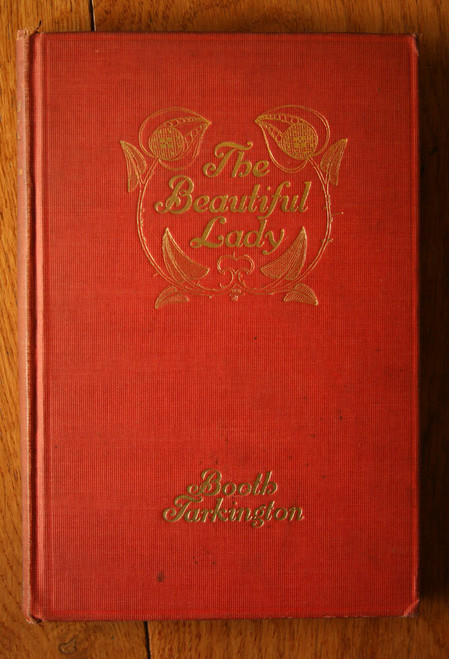 The
Beautiful
Lady
Booth
Tarkington